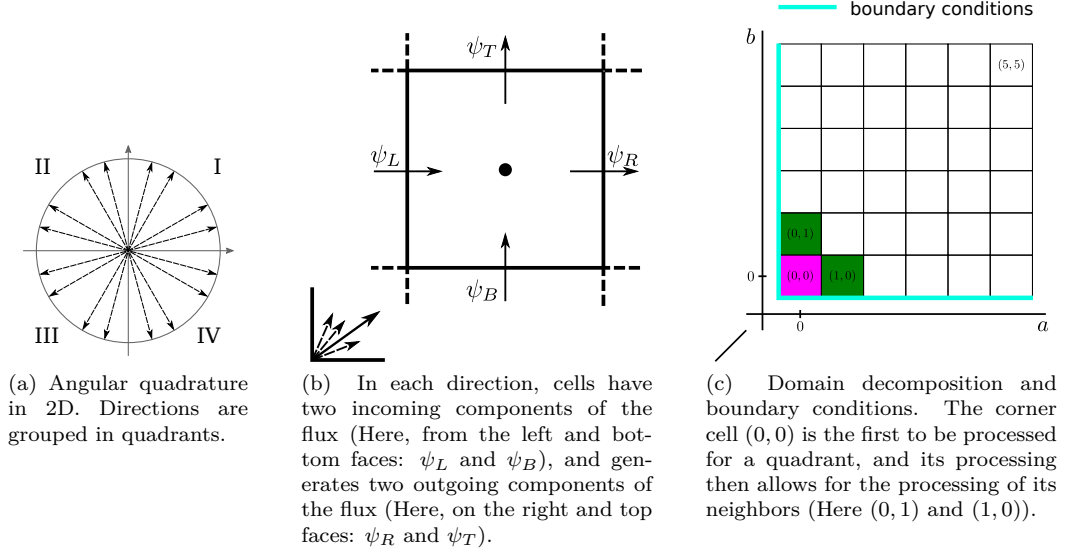 II
I
III
IV
(a) Angular quadrature
in 2D. Directions are
grouped in quadrants.
ψ_T
ψ_L
ψ_R
ψ_B
(b) In each direction, cells have
two incoming components of the
flux (Here, from the left and bot-
tom faces: ψ_L and ψ_B), and gen-
erates two outgoing components of
the flux (Here, on the right and top
faces: ψ_R and ψ_T).
boundary conditions
b
(5, 5)
(0, 1)
0
(0, 0)
(1, 0)
0
a
(c) Domain decomposition and
boundary conditions. The corner
cell (0, 0) is the first to be processed
for a quadrant, and its processing
then allows for the processing of its
neighbors (Here (0, 1) and (1, 0)).